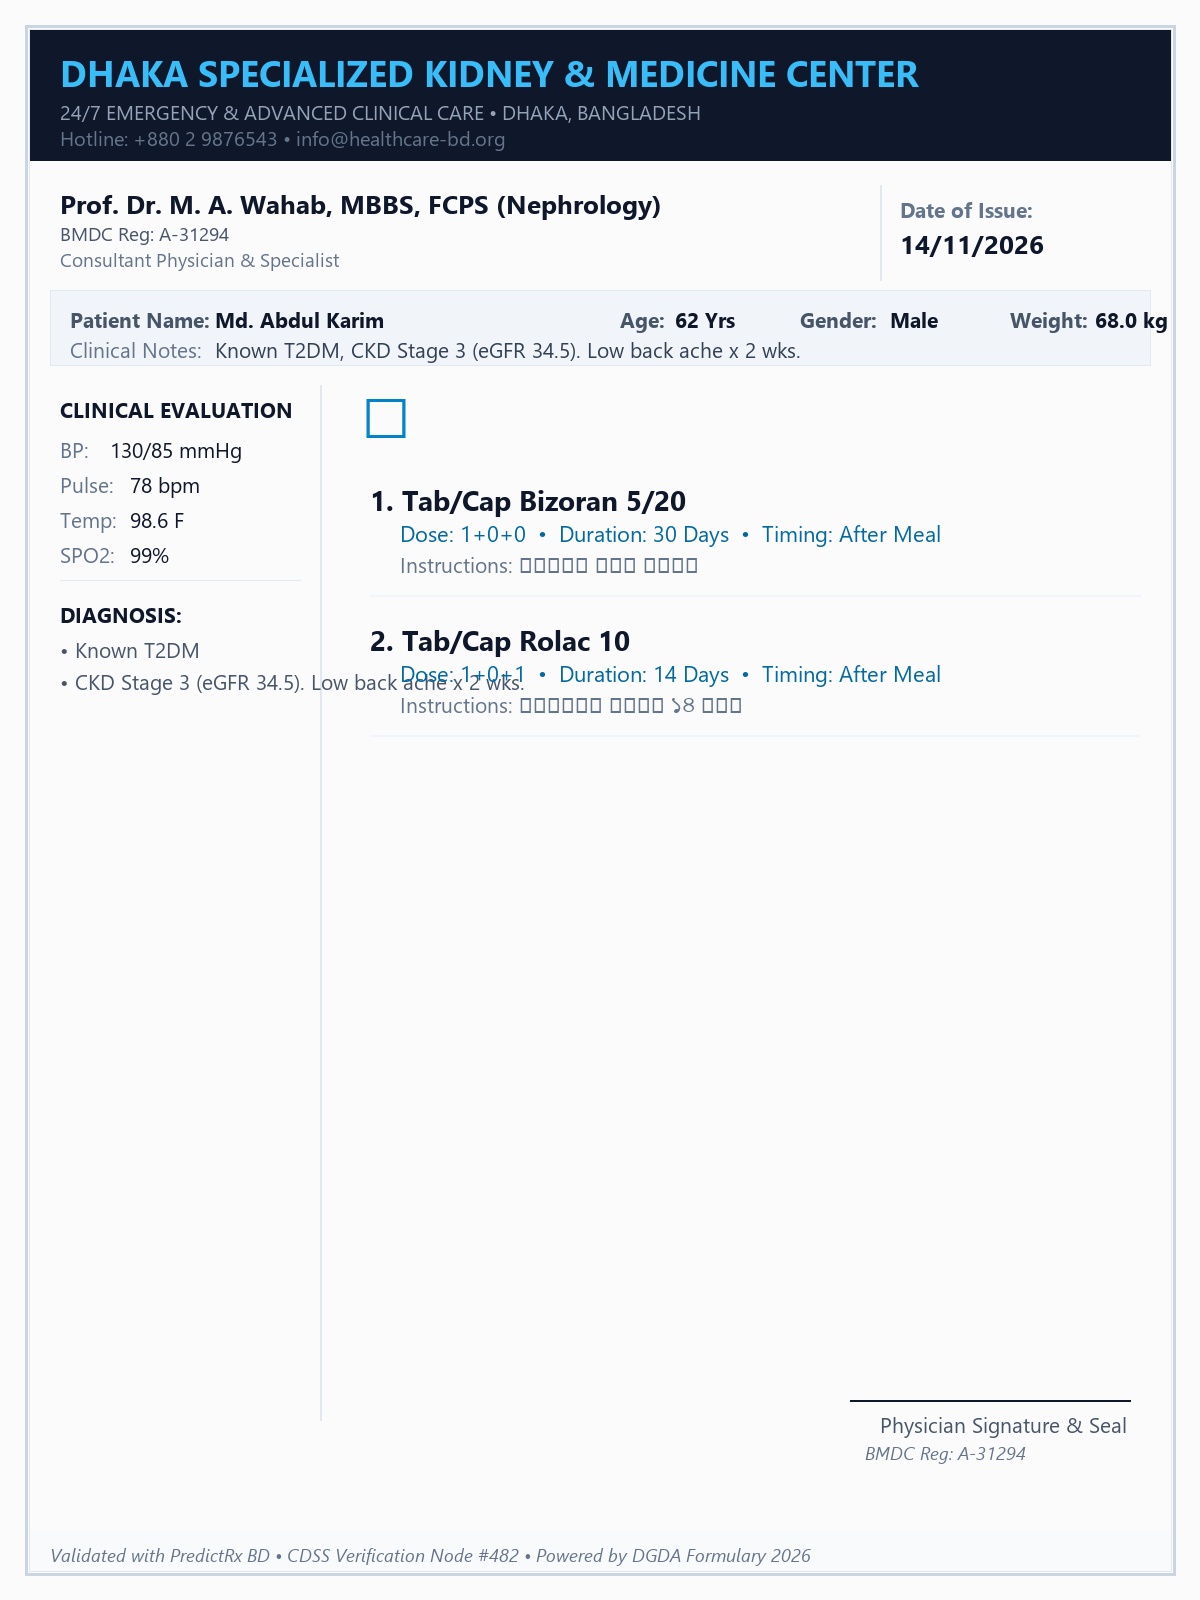 DHAKA SPECIALIZED KIDNEY & MEDICINE CENTER
24/7 EMERGENCY & ADVANCED CLINICAL CARE • DHAKA, BANGLADESH
Hotline: +880 2 9876543 • info@healthcare-bd.org
Prof. Dr. M. A. Wahab, MBBS, FCPS (Nephrology)
BMDC Reg: A-31294
Consultant Physician & Specialist
Date of Issue:
14/11/2026
Patient Name: Md. Abdul Karim Age: 62 Yrs Gender: Male Weight: 68.0 kg
Clinical Notes: Known T2DM, CKD Stage 3 (eGFR 34.5). Low back ache x 2 wks.
CLINICAL EVALUATION
BP: 130/85 mmHg
Pulse: 78 bpm
Temp: 98.6 F
SPO2: 99%
DIAGNOSIS:
• Known T2DM
• CKD Stage 3 (eGFR 34.5). Low back ache x 2 wks.
1. Tab/Cap Bizoran 5/20
Dose: 1+0+0 • Duration: 30 Days • Timing: After Meal
Instructions:
2. Tab/Cap Rolac 10
Dose: 1+0+1 • Duration: 14 Days • Timing: After Meal
Instructions: ১৪
Physician Signature & Seal
BMDC Reg: A-31294
Validated with PredictRx BD • CDSS Verification Node #482 • Powered by DGDA Formulary 2026